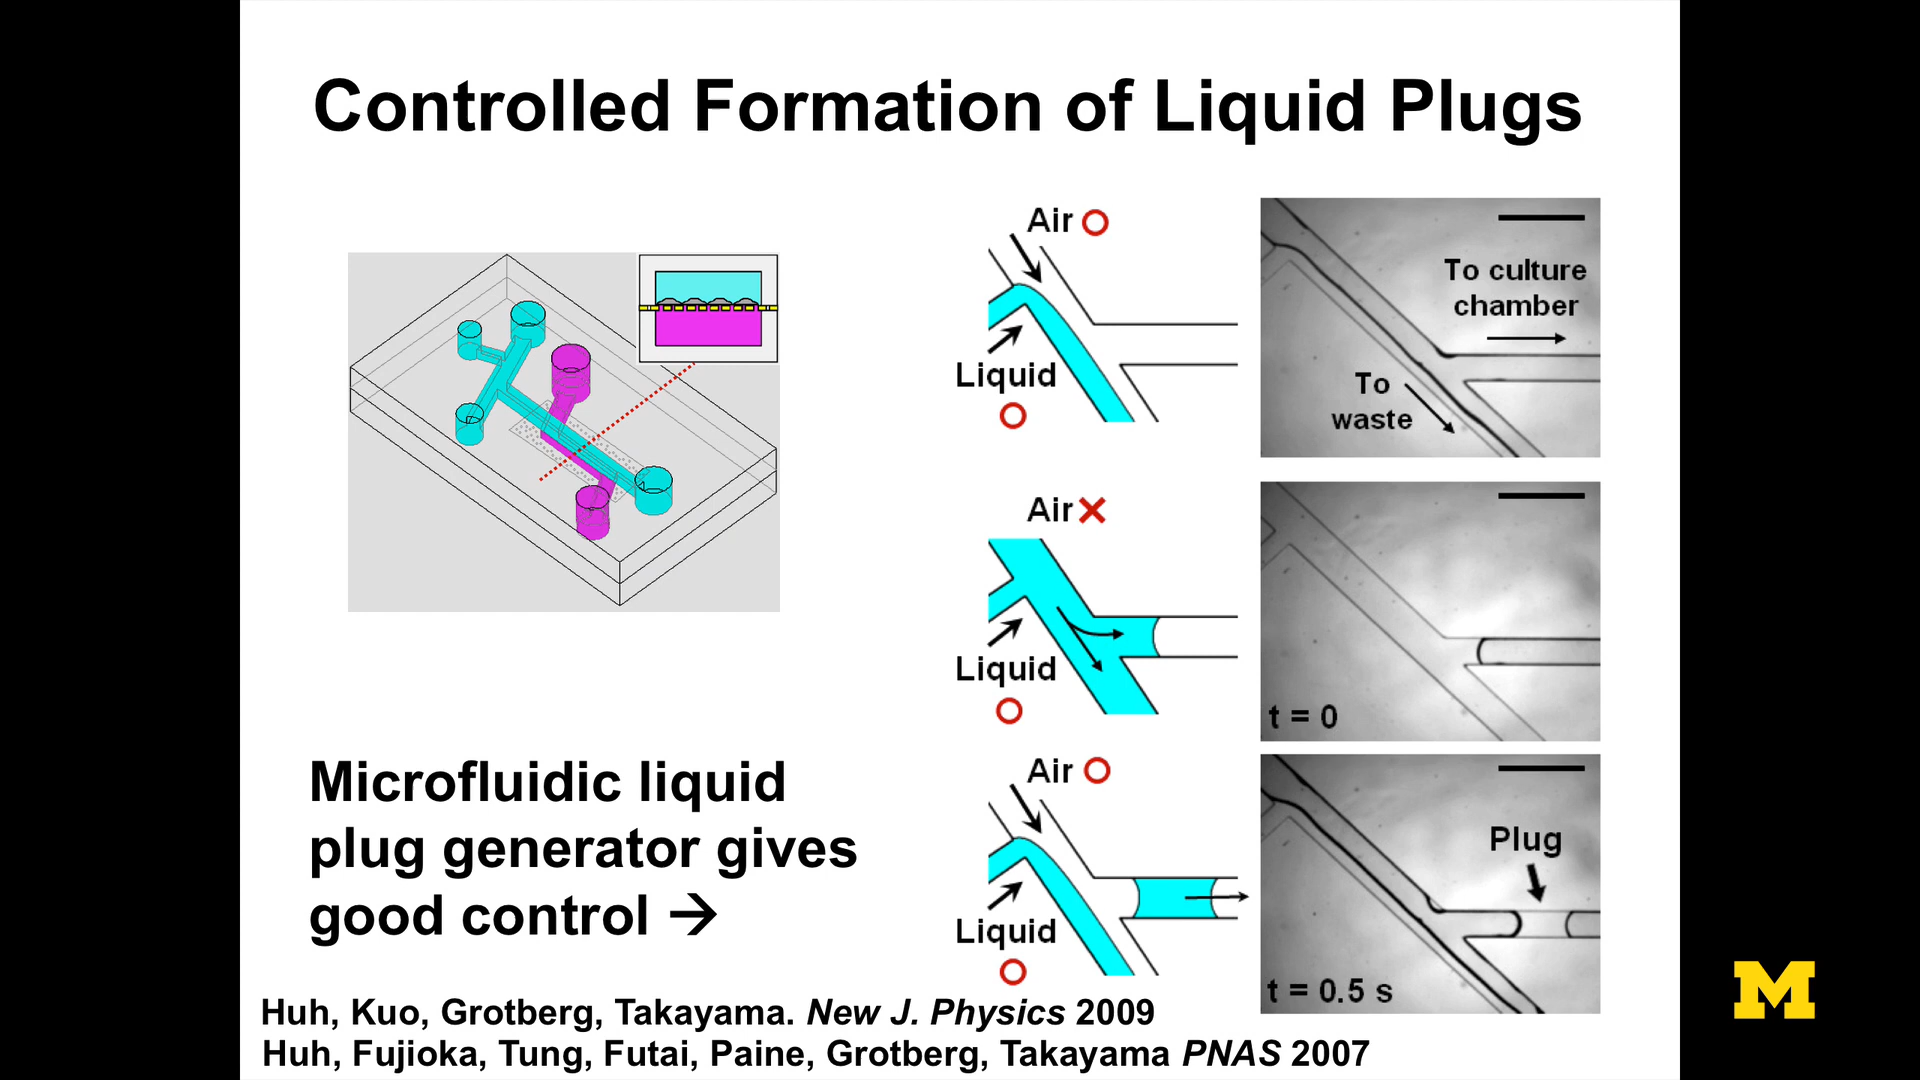 Controlled Formation of Liquid Plugs
Air
Liquid
To culture
chamber
To
waste
Air
Liquid
t = 0
Air
Liquid
Plug
t = 0.5 s
Microfluidic liquid
plug generator gives
good control →
Huh, Kuo, Grotberg, Takayama. New J. Physics 2009
Huh, Fujioka, Tung, Futai, Paine, Grotberg, Takayama PNAS 2007
M